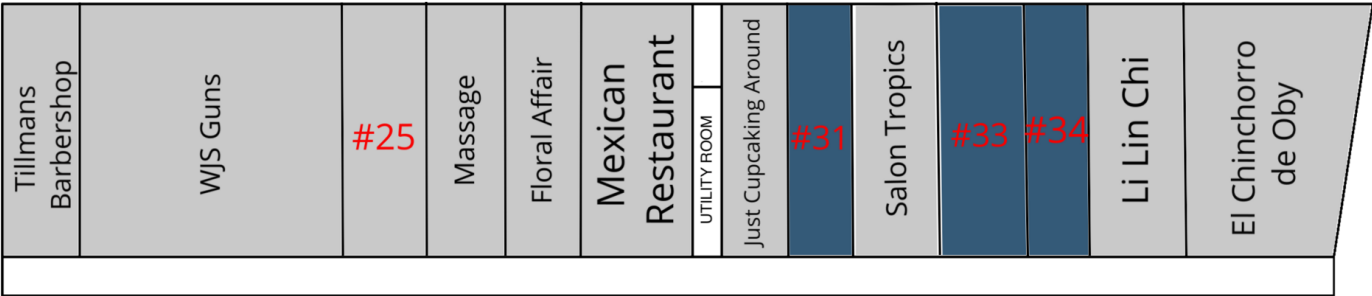 Tillmans
Barbershop
WJS Guns
#25
Massage
Floral Affair
Mexican
Restaurant
UTILITY ROOM
Just Cupcaking Around
#31
Salon Tropics
#33
#34
Li Lin Chi
El Chinchorro
de Oby